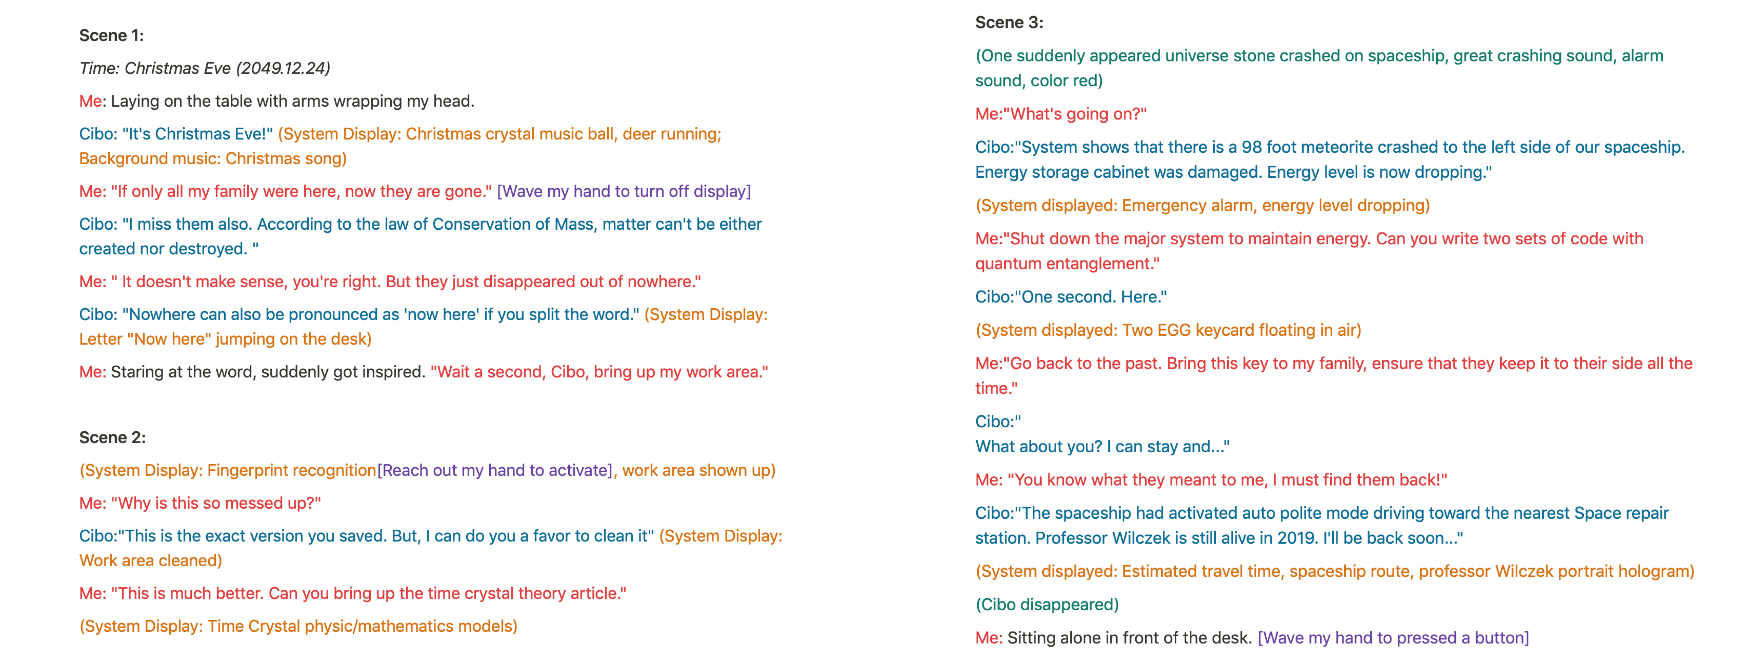 Scene 1:
Time: Christmas Eve (2049.12.24)
Me: Laying on the table with arms wrapping my head.
Cibo: "It's Christmas Eve!" (System Display: Christmas crystal music ball, deer running;
Background music: Christmas song)
Me: "If only all my family were here, now they are gone." [Wave my hand to turn off display]
Cibo: "I miss them also. According to the law of Conservation of Mass, matter can't be either
created nor destroyed. "
Me: " It doesn't make sense, you're right. But they just disappeared out of nowhere."
Cibo: "Nowhere can also be pronounced as 'now here' if you split the word." (System Display:
Letter "Now here" jumping on the desk)
Me: Staring at the word, suddenly got inspired. "Wait a second, Cibo, bring up my work area."
Scene 2:
(System Display: Fingerprint recognition[Reach out my hand to activate], work area shown up)
Me: "Why is this so messed up?"
Cibo:"This is the exact version you saved. But, I can do you a favor to clean it" (System Display:
Work area cleaned)
Me: "This is much better. Can you bring up the time crystal theory article."
(System Display: Time Crystal physic/mathematics models)
Scene 3:
(One suddenly appeared universe stone crashed on spaceship, great crashing sound, alarm
sound, color red)
Me:"What's going on?"
Cibo:"System shows that there is a 98 foot meteorite crashed to the left side of our spaceship.
Energy storage cabinet was damaged. Energy level is now dropping."
(System displayed: Emergency alarm, energy level dropping)
Me:"Shut down the major system to maintain energy. Can you write two sets of code with
quantum entanglement."
Cibo:"One second. Here."
(System displayed: Two EGG keycard floating in air)
Me:"Go back to the past. Bring this key to my family, ensure that they keep it to their side all the
time."
Cibo:"
What about you? I can stay and..."
Me: "You know what they meant to me, I must find them back!"
Cibo:"The spaceship had activated auto polite mode driving toward the nearest Space repair
station. Professor Wilczek is still alive in 2019. I'll be back soon..."
(System displayed: Estimated travel time, spaceship route, professor Wilczek portrait hologram)
(Cibo disappeared)
Me: Sitting alone in front of the desk. [Wave my hand to pressed a button]